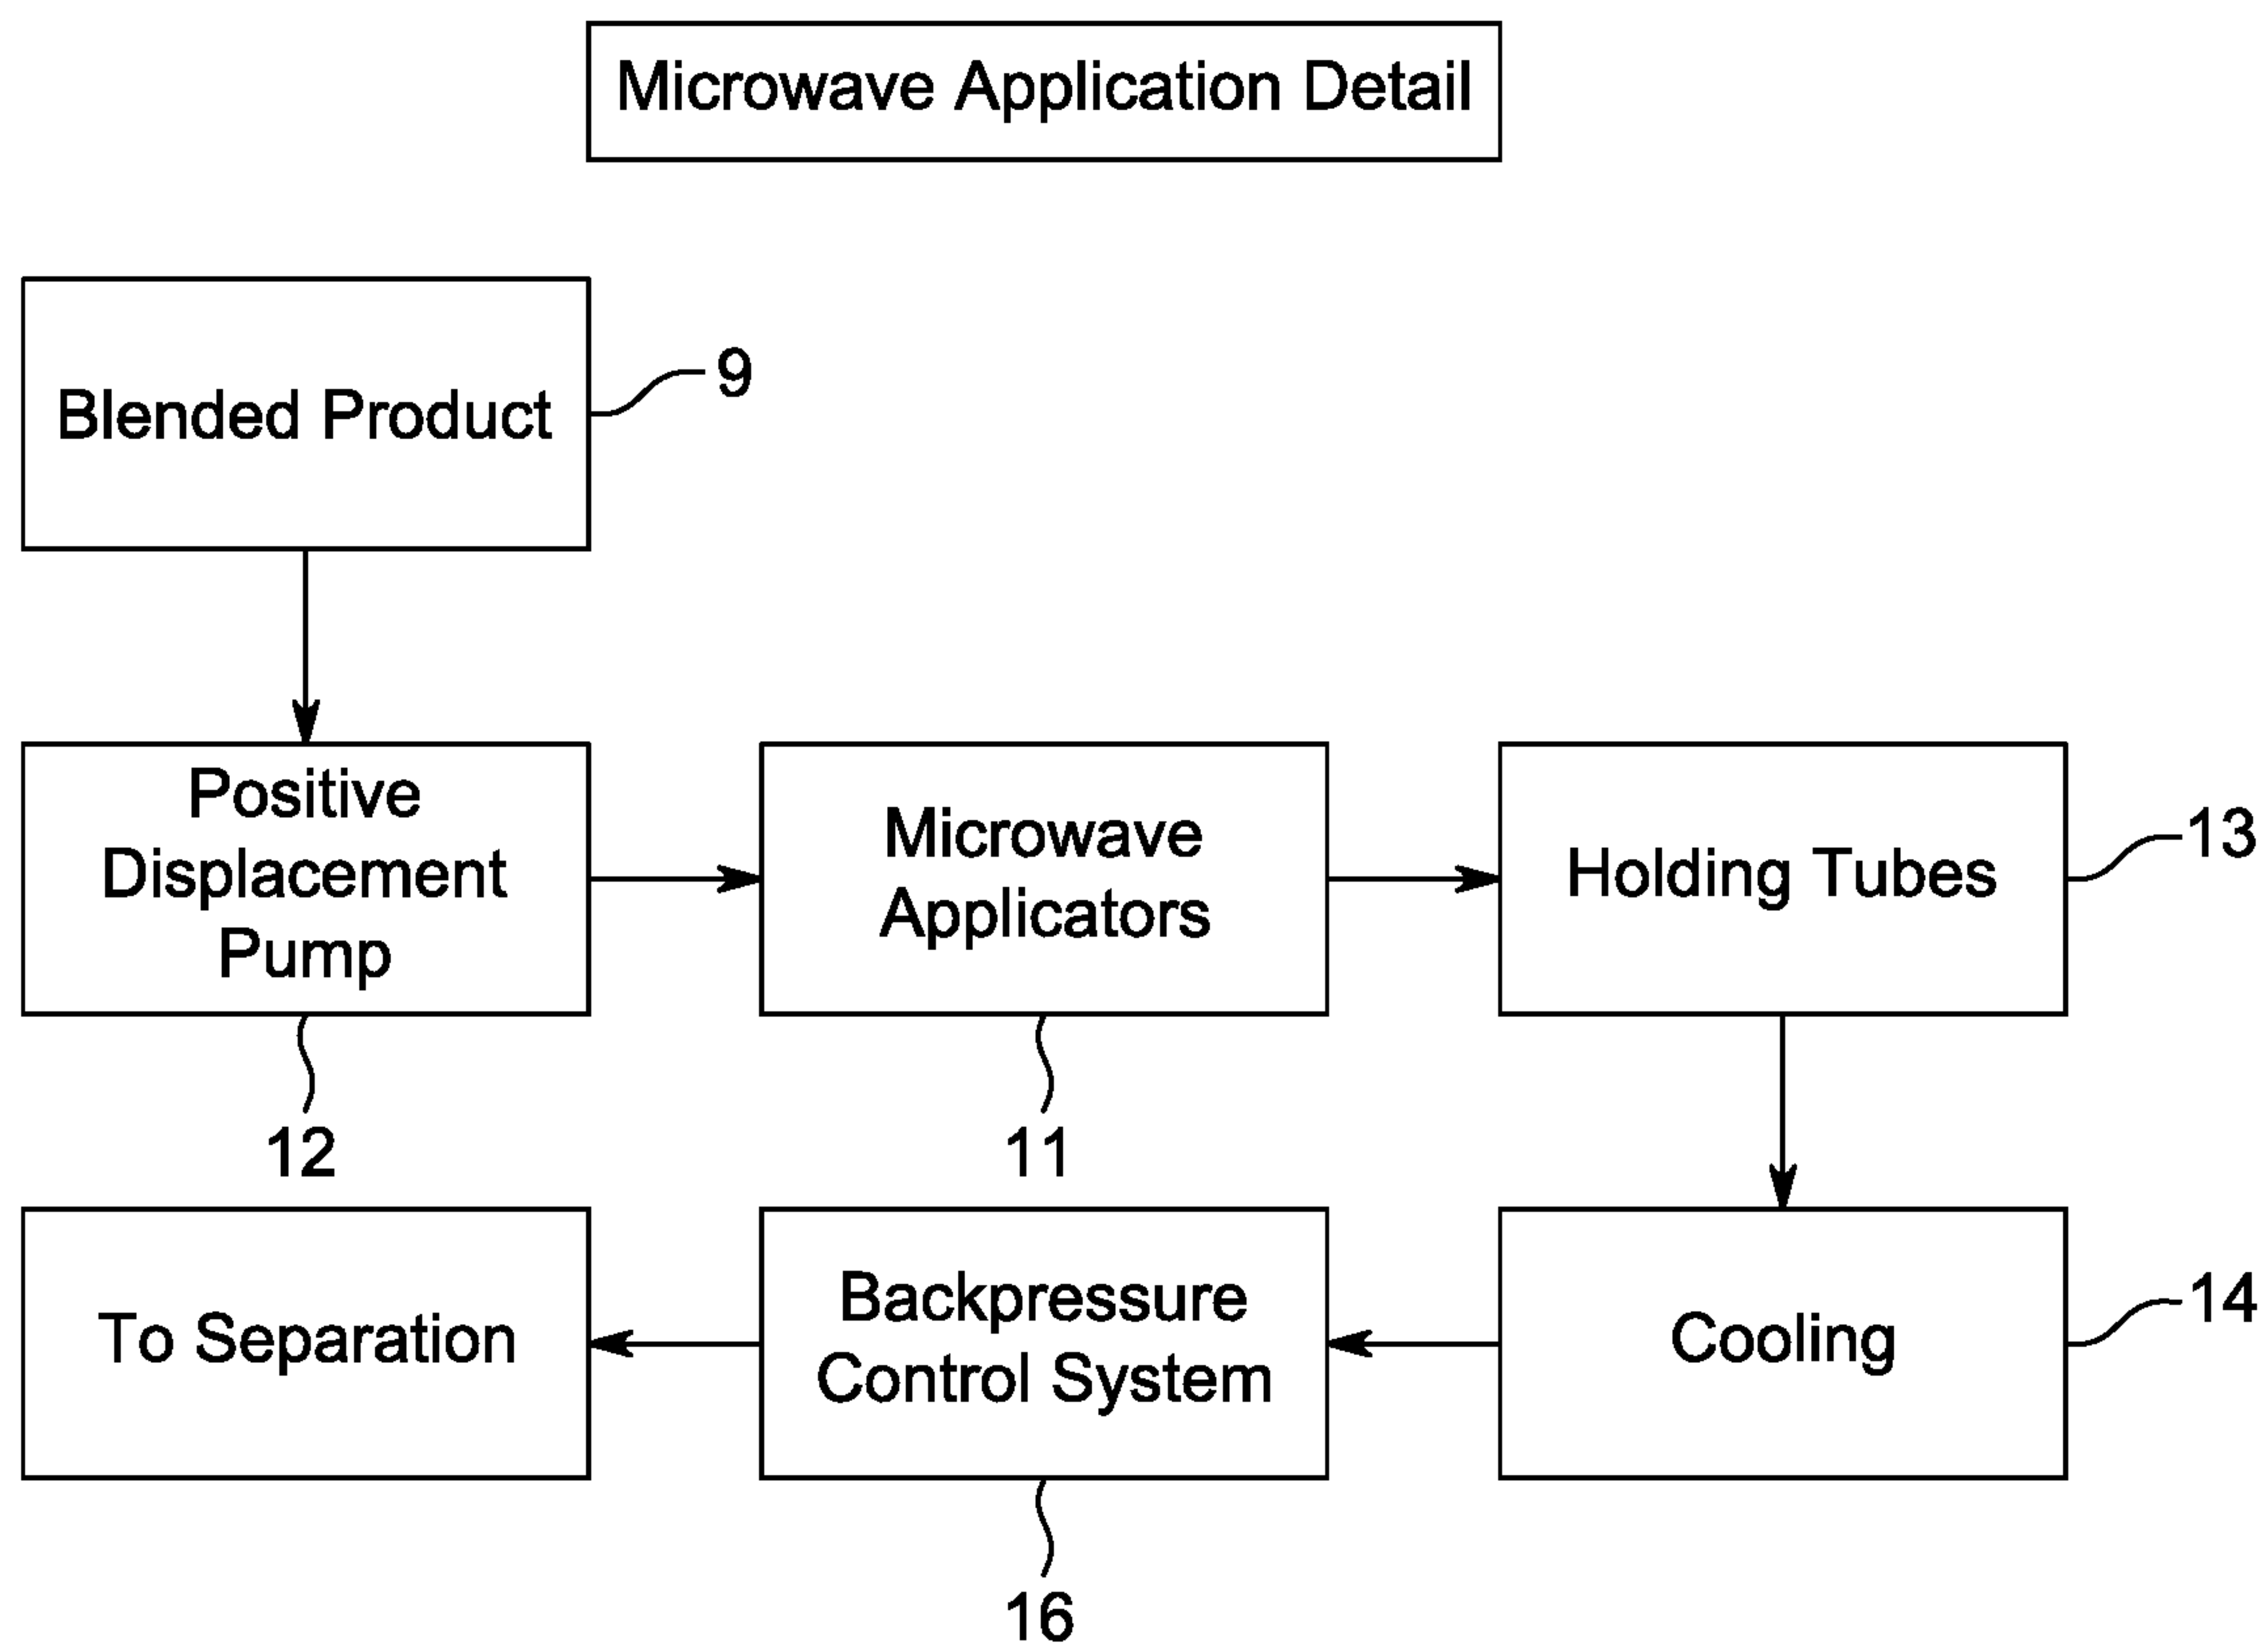 Microwave Application Detail
Blended Product
9
Positive
Displacement
Pump
12
Microwave
Applicators
11
Holding Tubes
13
To Separation
Backpressure
Control System
16
Cooling
14